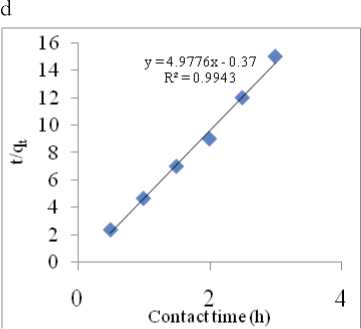 d
16
14
12
10
8
6
4
2
0
y = 4.9776x - 0.37
R² = 0.9943
t/qt
0 2 4
Contact time (h)